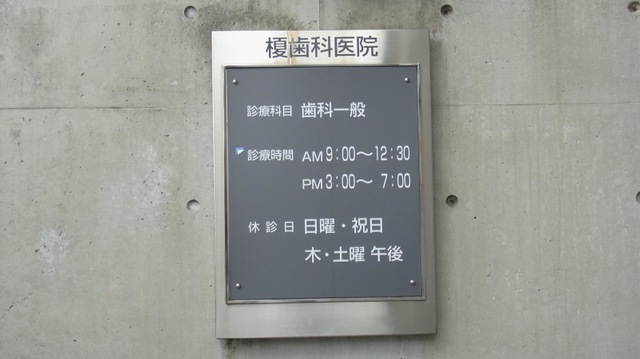 榎歯科医院
診療科目 歯科一般
診療時間 AM 9:00〜12:30
PM 3:00〜 7:00
休診日 日曜・祝日
木・土曜 午後